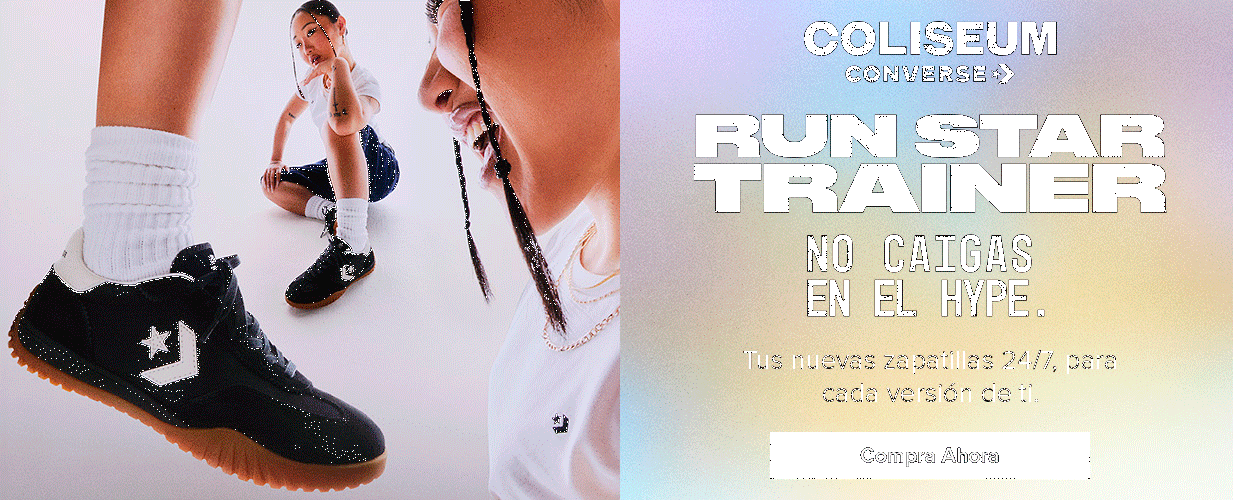 COLISEUM
CONVERSE
RUN STAR
TRAINER
NO CAIGAS
EN EL HYPE.
Tus nuevas zapatillas 24/7, para
cada versión de ti.
Compra Ahora